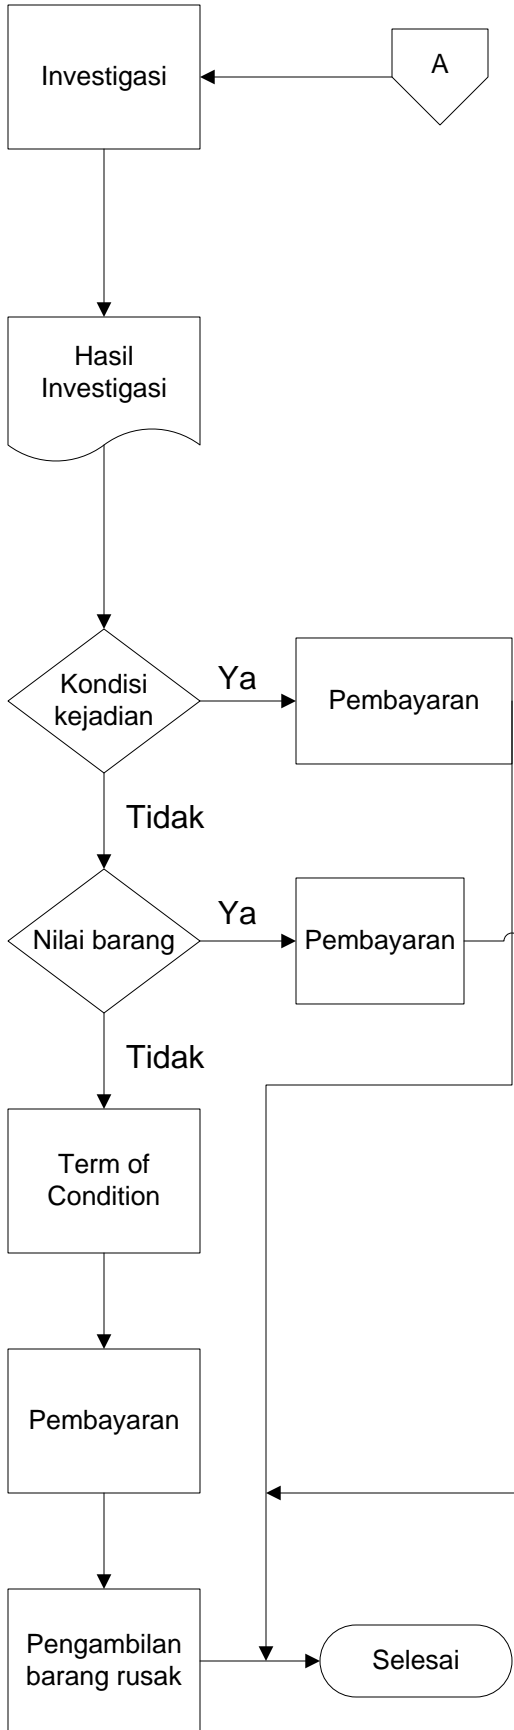 Investigasi
A
Hasil
Investigasi
Kondisi
kejadian
Ya
Pembayaran
Tidak
Nilai barang
Ya
Pembayaran
Tidak
Term of
Condition
Pembayaran
Pengambilan
barang rusak
Selesai